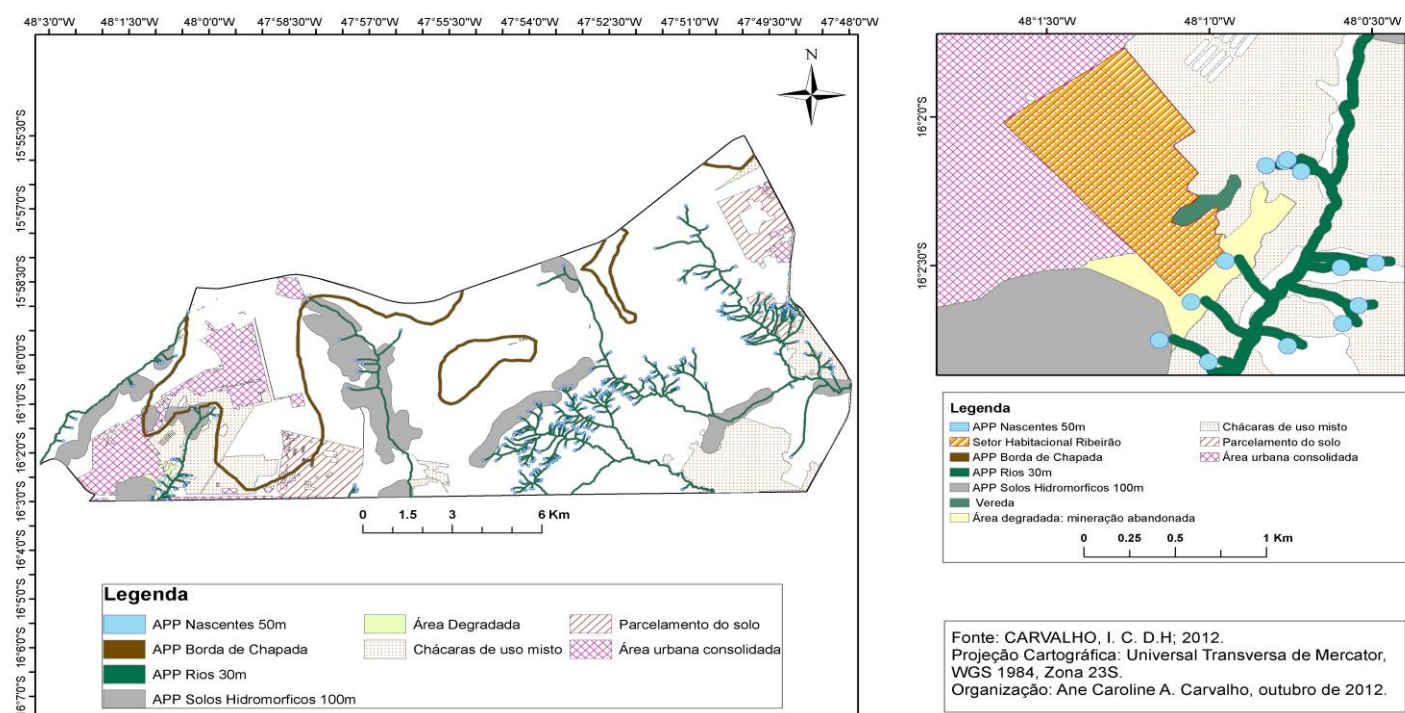 48°3'0"W 48°1'30"W 48°0'0"W 47°58'30"W 47°57'0"W 47°55'30"W 47°54'0"W 47°52'30"W 47°51'0"W 47°49'30"W 47°48'0"W
N
15°55'30"S
15°57'0"S
15°58'30"S
16°0'0"S
16°10'0"S
16°2'0"S
16°3'0"S
16°4'0"S
16°5'0"S
16°6'0"S
16°7'0"S
0 1.5 3 6 Km
Legenda
APP Nascentes 50m
APP Borda de Chapada
APP Rios 30m
APP Solos Hidromorficos 100m
Área Degradada
Chácaras de uso misto
Parcelamento do solo
Área urbana consolidada
48°1'30"W 48°1'0"W 48°0'30"W
16°2'0"S
16°2'30"S
Legenda
APP Nascentes 50m
Setor Habitacional Ribeirão
APP Borda de Chapada
APP Rios 30m
APP Solos Hidromorficos 100m
Vereda
Área degradada: mineração abandonada
Chácaras de uso misto
Parcelamento do solo
Área urbana consolidada
0 0.25 0.5 1 Km
Fonte: CARVALHO, I. C. D.H; 2012.
Projeção Cartográfica: Universal Transversa de Mercator,
WGS 1984, Zona 23S.
Organização: Ane Caroline A. Carvalho, outubro de 2012.